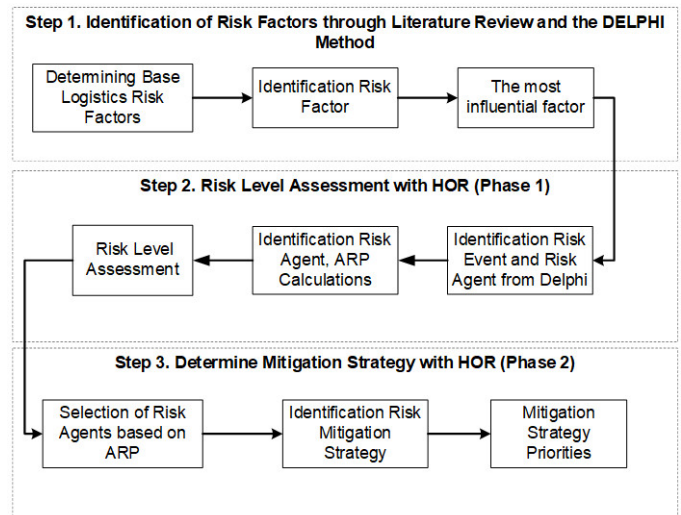 Step 1. Identification of Risk Factors through Literature Review and the DELPHI
Method
Determining Base
Logistics Risk
Factors
Identification Risk
Factor
The most
influential factor
Step 2. Risk Level Assessment with HOR (Phase 1)
Risk Level
Assessment
Identification Risk
Agent, ARP
Calculations
Identification Risk
Event and Risk
Agent from Delphi
Step 3. Determine Mitigation Strategy with HOR (Phase 2)
Selection of Risk
Agents based on
ARP
Identification Risk
Mitigation
Strategy
Mitigation
Strategy
Priorities